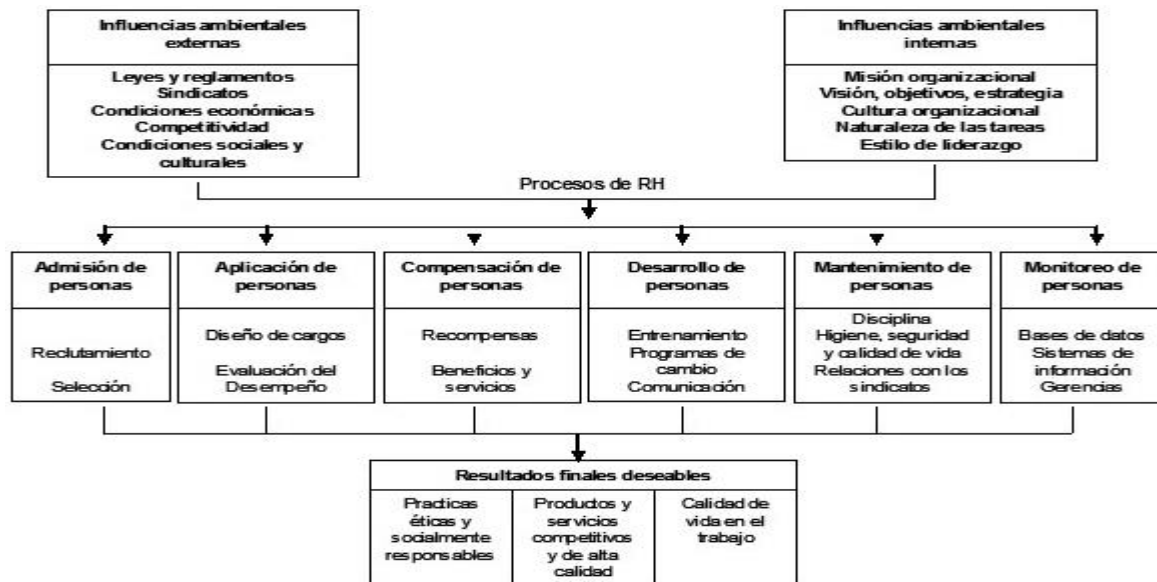 Influencias ambientales
externas
Leyes y reglamentos
Sindicatos
Condiciones económicas
Competitividad
Condiciones sociales y
culturales
Influencias ambientales
internas
Misión organizacional
Visión, objetivos, estrategia
Cultura organizacional
Naturaleza de las tareas
Estilo de liderazgo
Procesos de RH
Admisión de
personas
Reclutamiento
Selección
Aplicación de
personas
Diseño de cargos
Evaluación del
Desempeño
Compensación de
personas
Recompensas
Beneficios y
servicios
Desarrollo de
personas
Entrenamiento
Programas de
cambio
Comunicación
Mantenimiento de
personas
Disciplina
Higiene, seguridad
y calidad de vida
Relaciones con los
sindicatos
Monitoreo de
personas
Bases de datos
Sistemas de
información
Gerencias
Resultados finales deseables
Practicas
éticas y
socialmente
responsables
Productos y
servicios
competitivos
y de alta
calidad
Calidad de
vida en el
trabajo